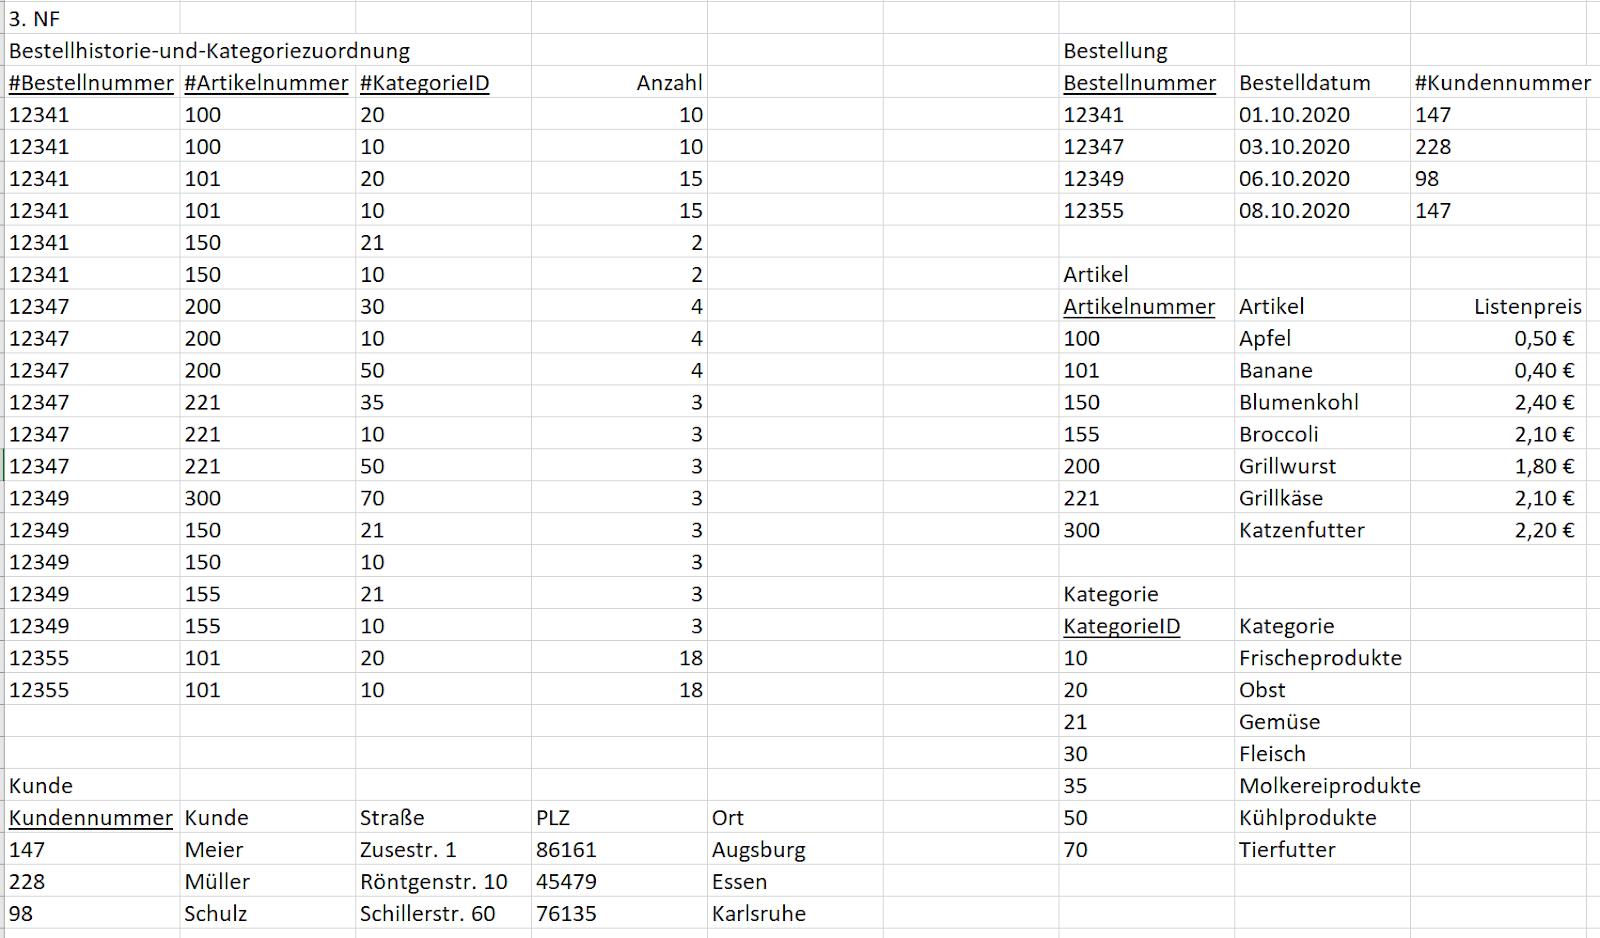 3. NF
Bestellhistorie-und-Kategoriezuordnung
#Bestellnummer #Artikelnummer #KategorieID Anzahl
12341 100 20 10
12341 100 10 10
12341 101 20 15
12341 101 10 15
12341 150 21 2
12341 150 10 2
12347 200 30 4
12347 200 10 4
12347 200 50 4
12347 221 35 3
12347 221 10 3
12347 221 50 3
12349 300 70 3
12349 150 21 3
12349 150 10 3
12349 155 21 3
12349 155 10 3
12355 101 20 18
12355 101 10 18
Kunde
Kundennummer Kunde Straße PLZ Ort
147 Meier Zusestr. 1 86161 Augsburg
228 Müller Röntgenstr. 10 45479 Essen
98 Schulz Schillerstr. 60 76135 Karlsruhe
Bestellung
Bestellnummer Bestelldatum #Kundennummer
12341 01.10.2020 147
12347 03.10.2020 228
12349 06.10.2020 98
12355 08.10.2020 147
Artikel
Artikelnummer Artikel Listenpreis
100 Apfel 0,50 €
101 Banane 0,40 €
150 Blumenkohl 2,40 €
155 Broccoli 2,10 €
200 Grillwurst 1,80 €
221 Grillkäse 2,10 €
300 Katzenfutter 2,20 €
Kategorie
KategorieID Kategorie
10 Frischeprodukte
20 Obst
21 Gemüse
30 Fleisch
35 Molkereiprodukte
50 Kühlprodukte
70 Tierfutter